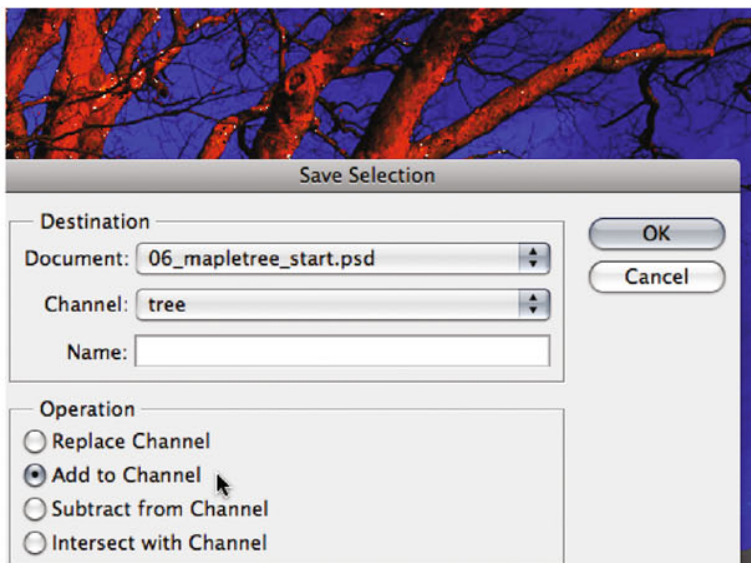 Save Selection
Destination
Document: 06_mapletree_start.psd
Channel: tree
Name:
OK
Cancel
Operation
Replace Channel
Add to Channel
Subtract from Channel
Intersect with Channel